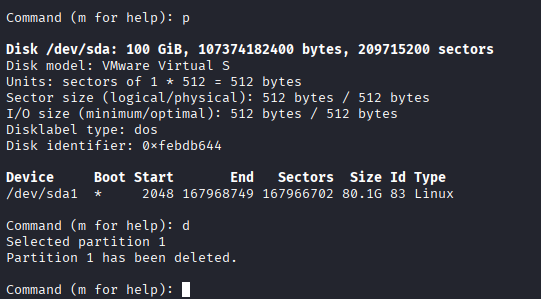 Command (m for help): p
Disk /dev/sda: 100 GiB, 107374182400 bytes, 209715200 sectors
Disk model: VMware Virtual S
Units: sectors of 1 * 512 = 512 bytes
Sector size (logical/physical): 512 bytes / 512 bytes
I/O size (minimum/optimal): 512 bytes / 512 bytes
Disklabel type: dos
Disk identifier: 0×febdb644
Device     Boot Start       End   Sectors  Size Id Type
/dev/sda1  *     2048 167968749 167966702 80.1G 83 Linux
Command (m for help): d
Selected partition 1
Partition 1 has been deleted.
Command (m for help):